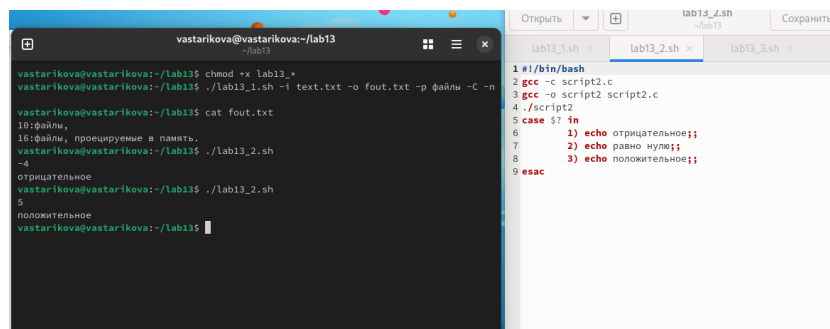 vastarikova@vastarikova:~/lab13
~/lab13
vastarikova@vastarikova:~/lab13$ chmod +x lab13_*
vastarikova@vastarikova:~/lab13$ ./lab13_1.sh -i text.txt -o fout.txt -p файлы -C -n
vastarikova@vastarikova:~/lab13$ cat fout.txt
10:файлы,
16:файлы, проецируемые в память.
vastarikova@vastarikova:~/lab13$ ./lab13_2.sh
-4
отрицательное
vastarikova@vastarikova:~/lab13$ ./lab13_2.sh
5
положительное
vastarikova@vastarikova:~/lab13$
Открыть
lab13_2.sh
~/lab13
Сохранить
lab13_1.sh ×
lab13_2.sh ×
lab13_3.sh ×
1 #!/bin/bash
2 gcc -c script2.c
3 gcc -o script2 script2.c
4 ./script2
5 case $? in
6 1) echo отрицательное;;
7 2) echo равно нулю;;
8 3) echo положительное;;
9 esac